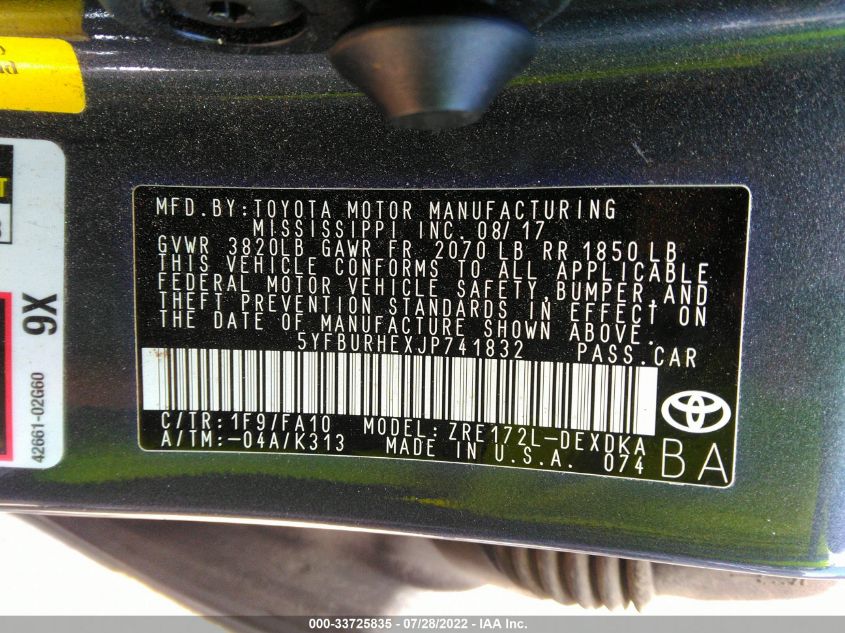 MFD.BY:TOYOTA MOTOR MANUFACTURING
MISSISSIPPI INC. 08/17
GVWR 3820LB GAWR FR 2070 LB RR 1850 LB
THIS VEHICLE CONFORMS TO ALL APPLICABLE
FEDERAL MOTOR VEHICLE SAFETY, BUMPER, AND
THEFT PREVENTION STANDARDS IN EFFECT ON
THE DATE OF MANUFACTURE SHOWN ABOVE.
5YFBURHEXJP741832 PASS.CAR
C/TR:1F9/FA10 MODEL:ZRE172L-DEXDKA
A/TM:-04A/K313 MADE IN U.S.A. 074
BA
9X
42661-02G60
000-33725835 - 07/28/2022 - IAA Inc.